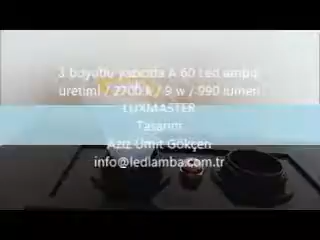 3 boyutlu yazıcıda A 60 Led ampul
üretimi / 2700 k / 9 w / 990 lümen
LUXMASTER
Tasarım
Aziz Ümit Gökçen
info@ledlamba.com.tr